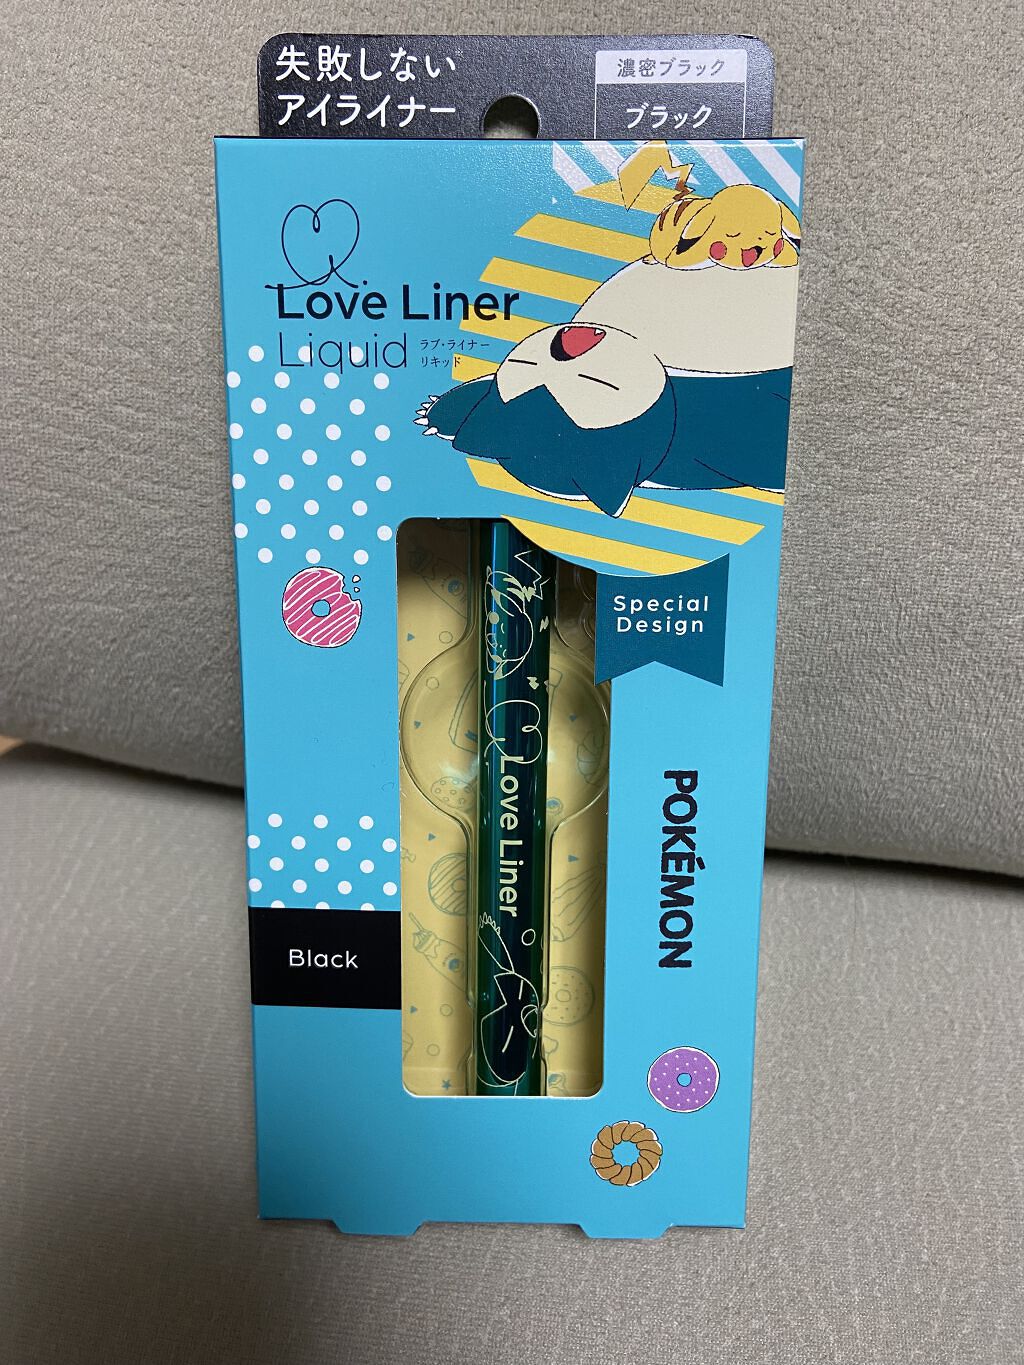 失敗しない
アイライナー
濃密ブラック
ブラック
Love Liner
Liquid
ラブ・ライナー
リキッド
Special
Design
Love Liner
POKÉMON
Black